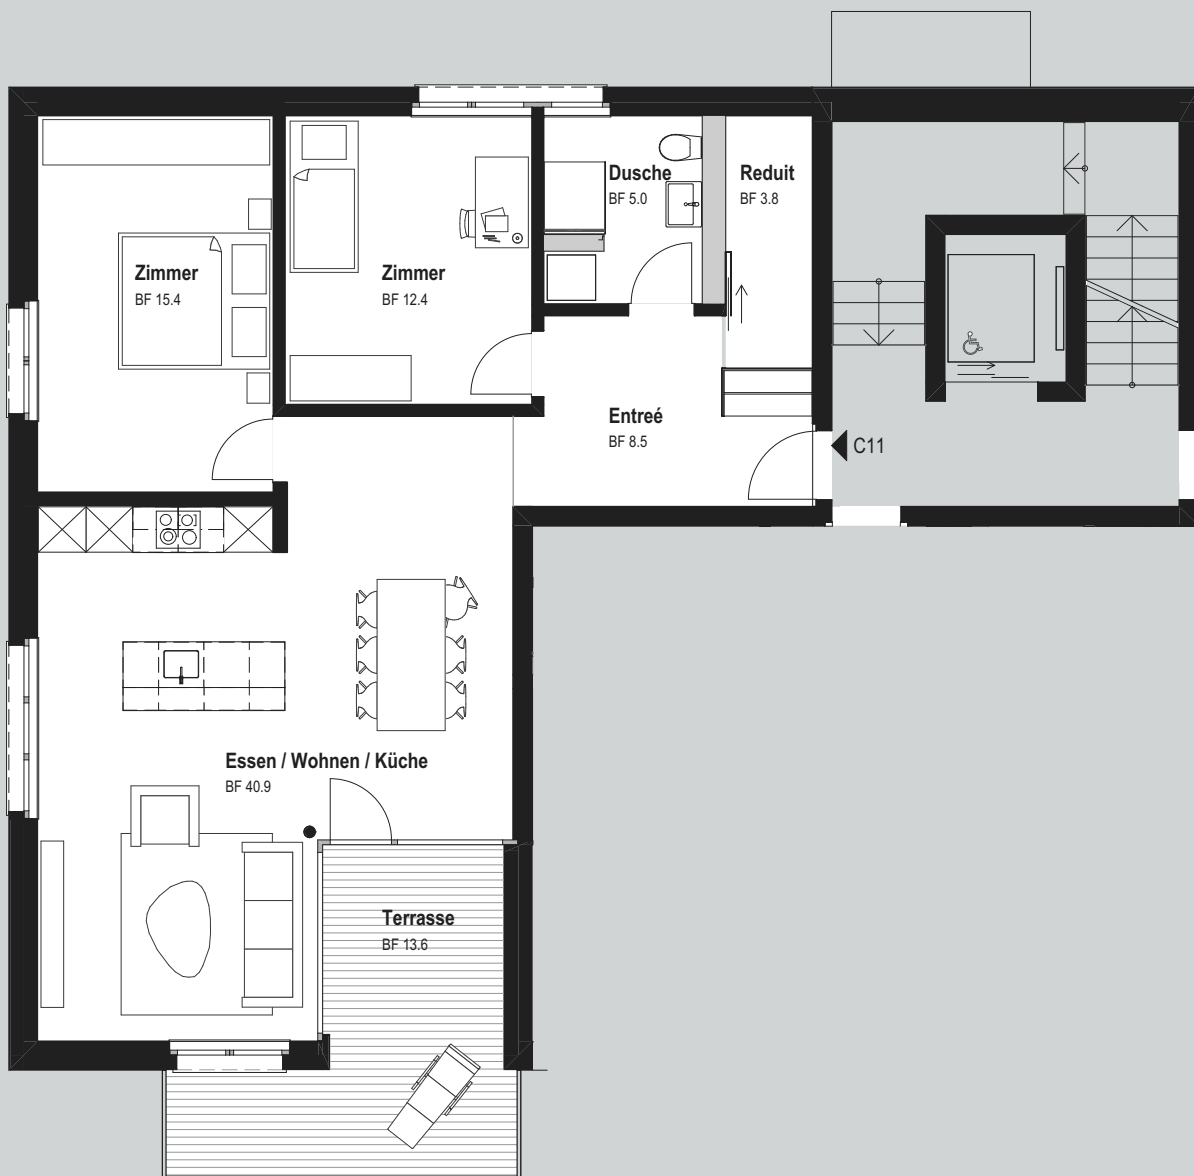 Dusche
BF 5.0
Reduit
BF 3.8
Zimmer
BF 15.4
Zimmer
BF 12.4
Entreé
BF 8.5
C11
Essen / Wohnen / Küche
BF 40.9
Terrasse
BF 13.6